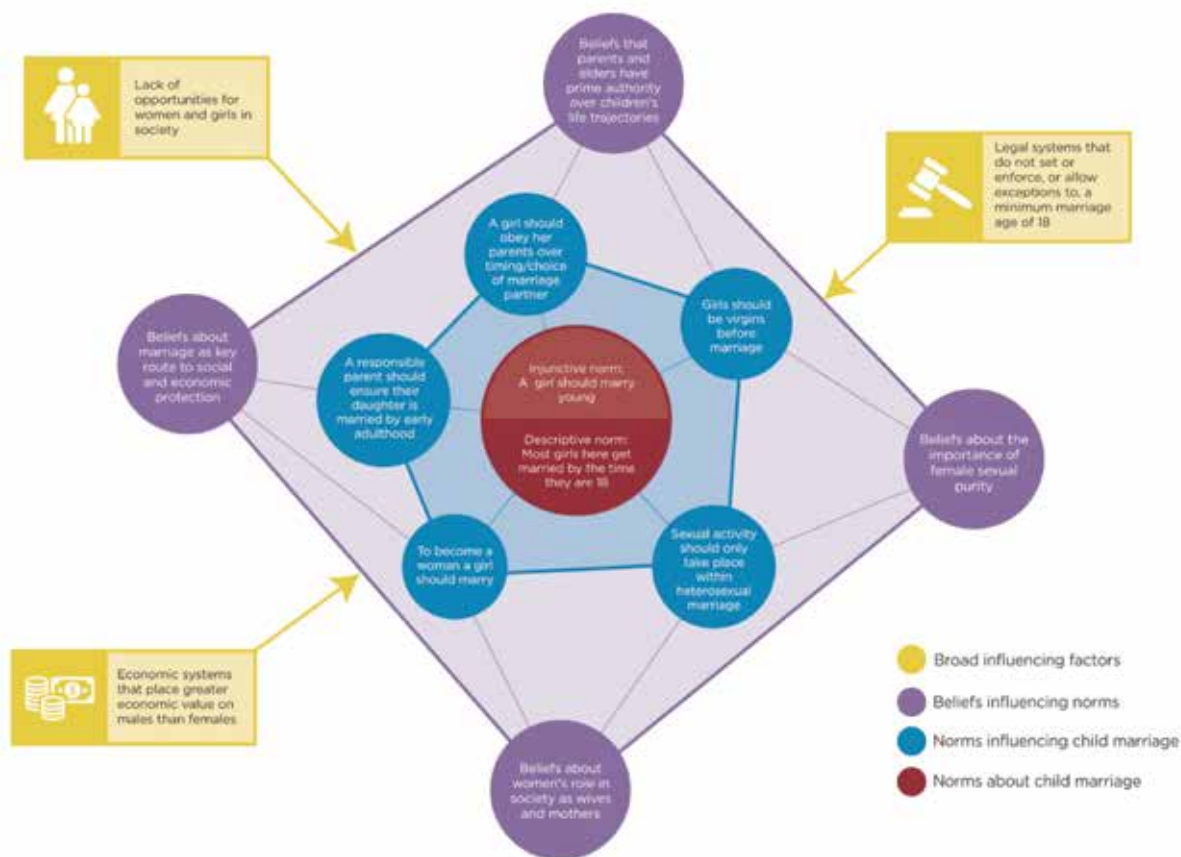 Beliefs that
parents and
elders have
prime authority
over children's
life trajectories
Lack of
opportunities for
women and girls in
society
Legal systems that
do not set or
enforce, or allow
exceptions to, a
minimum marriage
age of 18
A girl should
obey her
parents over
timing/choice
of marriage
partner
Girls should
be virgins
before
marriage
Beliefs about
marriage as key
route to social
and economic
protection
A responsible
parent should
ensure their
daughter is
married by early
adulthood
Injunctive norm:
A girl should marry
young
Descriptive norm:
Most girls here get
married by the time
they are 18
Beliefs about the
importance of
female sexual
purity
To become a
woman a girl
should marry
Sexual activity
should only
take place
within
heterosexual
marriage
Economic systems
that place greater
economic value on
males than females
Beliefs about
women's role in
society as wives
and mothers
Broad influencing factors
Beliefs influencing norms
Norms influencing child marriage
Norms about child marriage